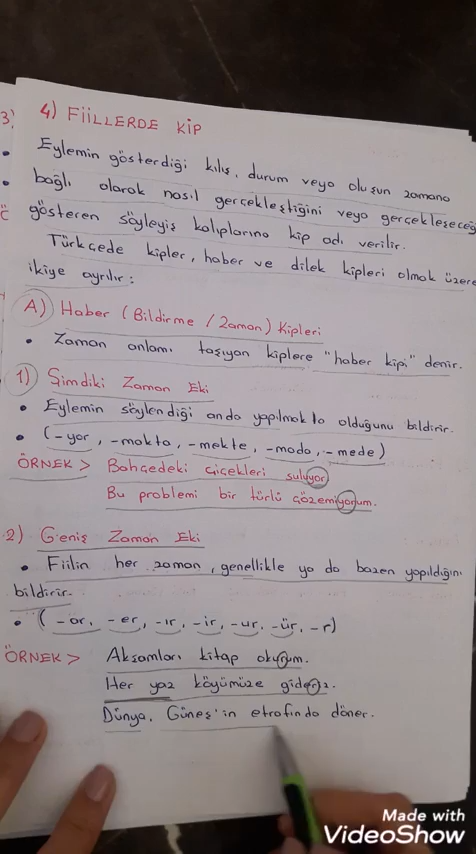 3)
4) FİİLLERDE KİP
Eylemin gösterdiği kılış, durum veya oluşun zamana
bağlı olarak nasıl gerçekleştiğini veya gerçekleşeceğ
gösteren söyleyiş kalıplarına kip adı verilir.
Türkçede kipler, haber ve dilek kipleri olmak üzere
ikiye ayrılır:
A) Haber (Bildirme / Zaman) Kipleri
• Zaman anlamı taşıyan kiplere "haber kipi" denir.
1) Şimdiki Zaman Eki
• Eylemin söylendiği anda yapılmakta olduğunu bildirir.
• (-yor, -makta, -mekte, -mada, -mede)
ÖRNEK > Bahçedeki çiçekleri suluyor
Bu problemi bir türlü çözemiyorum.
2) Geniş Zaman Eki
• Fiilin her zaman, genellikle ya da bazen yapıldığını
bildirir.
• (-ar, -er, -ır, -ir, -ur, -ür, -r)
ÖRNEK > Akşamları kitap okurum.
Her yaz köyümüze gideriz.
Dünya, Güneş'in etrafında döner.
Made with
VideoShow